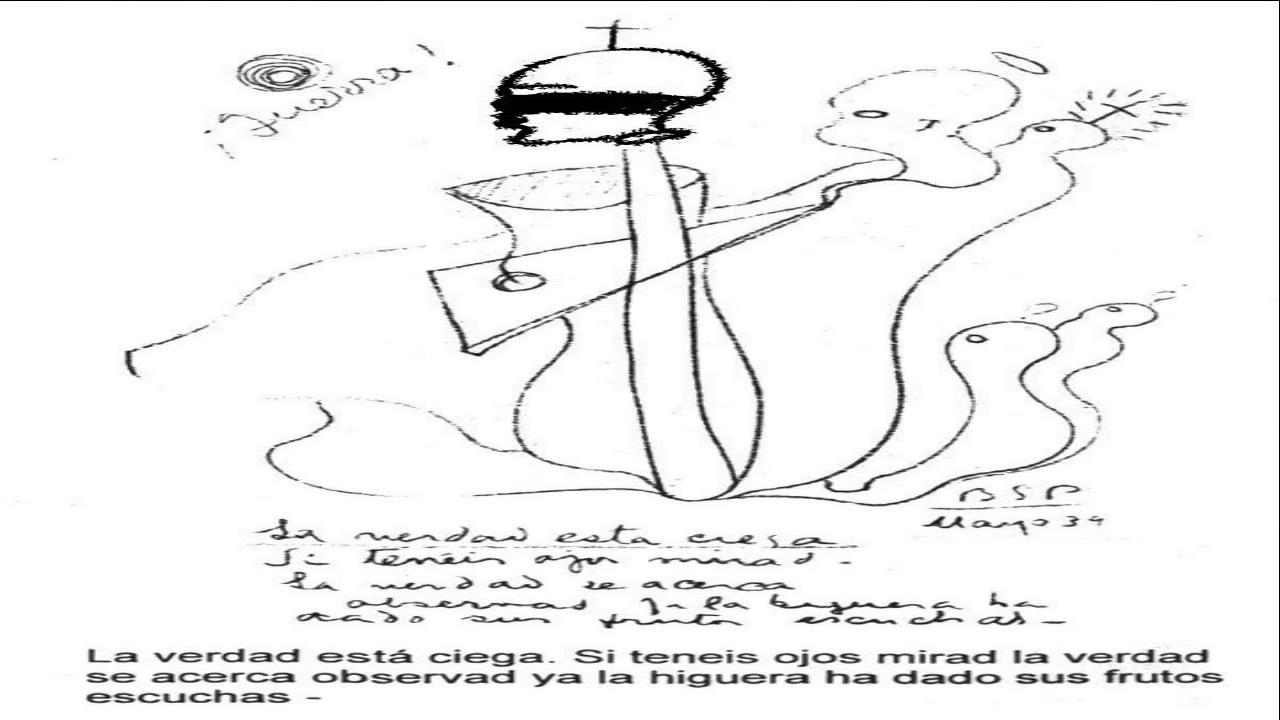 ¡Guerra!
BSP
Mayo 34
La verdad esta ciega
Si teneis ojos mirad.
La verdad se acerca
observad ya la higuera ha
dado sus frutos escuchas -
La verdad está ciega. Si teneis ojos mirad la verdad
se acerca observad ya la higuera ha dado sus frutos
escuchas -